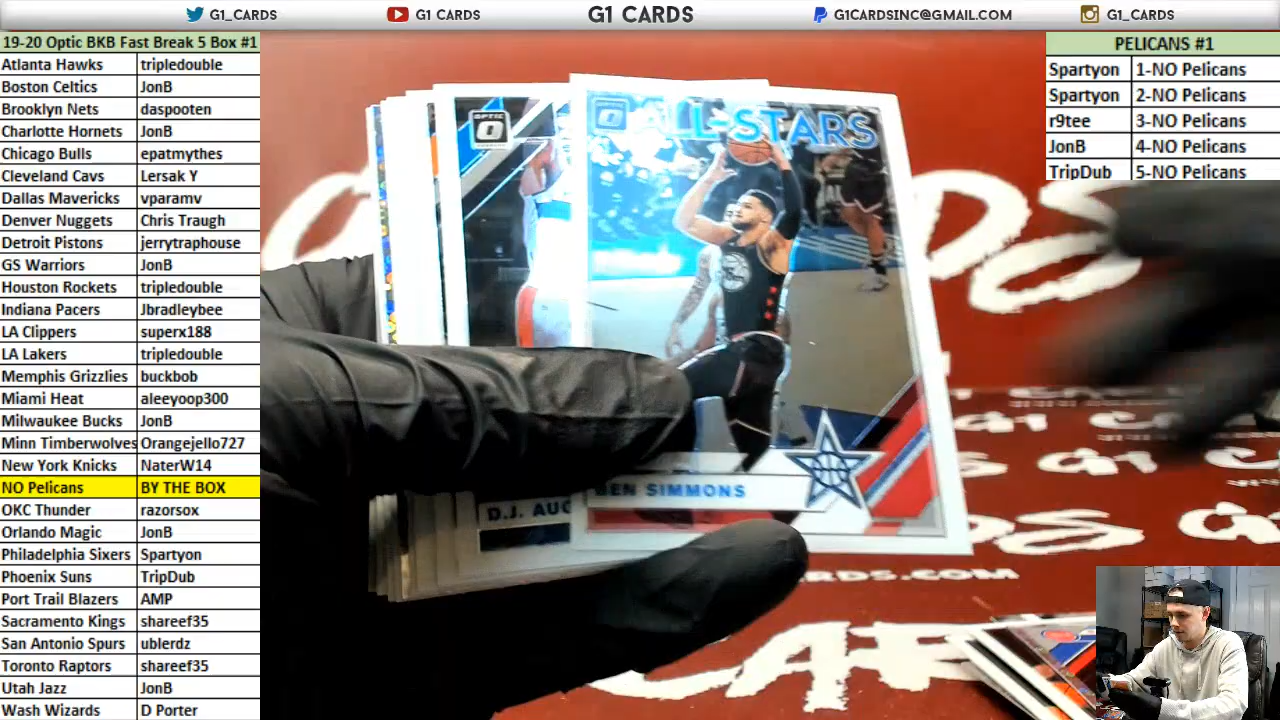 G1_CARDS
G1 CARDS
G1 CARDS
G1CARDSINC@GMAIL.COM
G1_CARDS
19-20 Optic BKB Fast Break 5 Box #1
Atlanta Hawks tripledouble
Boston Celtics JonB
Brooklyn Nets daspooten
Charlotte Hornets JonB
Chicago Bulls epatmythes
Cleveland Cavs Lersak Y
Dallas Mavericks vparamv
Denver Nuggets Chris Traugh
Detroit Pistons jerrytraphouse
GS Warriors JonB
Houston Rockets tripledouble
Indiana Pacers Jbradleybee
LA Clippers superx188
LA Lakers tripledouble
Memphis Grizzlies buckbob
Miami Heat aleeyoop300
Milwaukee Bucks JonB
Minn Timberwolves Orangejello727
New York Knicks NaterW14
NO Pelicans BY THE BOX
OKC Thunder razorsox
Orlando Magic JonB
Philadelphia Sixers Spartyon
Phoenix Suns TripDub
Port Trail Blazers AMP
Sacramento Kings shareef35
San Antonio Spurs ublerdz
Toronto Raptors shareef35
Utah Jazz JonB
Wash Wizards D Porter
PELICANS #1
Spartyon 1-NO Pelicans
Spartyon 2-NO Pelicans
r9tee 3-NO Pelicans
JonB 4-NO Pelicans
TripDub 5-NO Pelicans
OPTIC
ALL-STARS
BEN SIMMONS
D.J. AUG